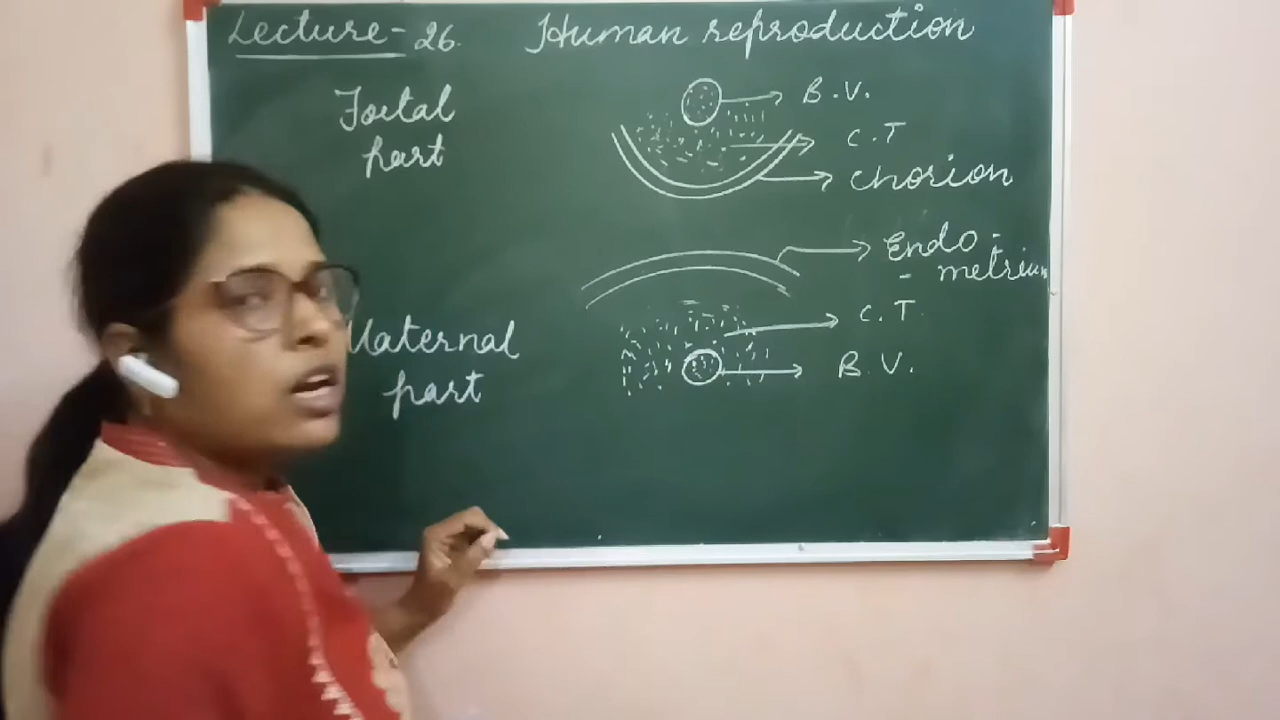 Lecture - 26.
Human reproduction
Foetal
part
B.V.
C.T
chorion
Endo -
- metrium
C.T.
Maternal
part
B.V.